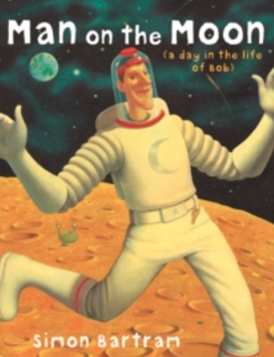 Man on the Moon
(a day in the life
of Bob)
Simon Bartram